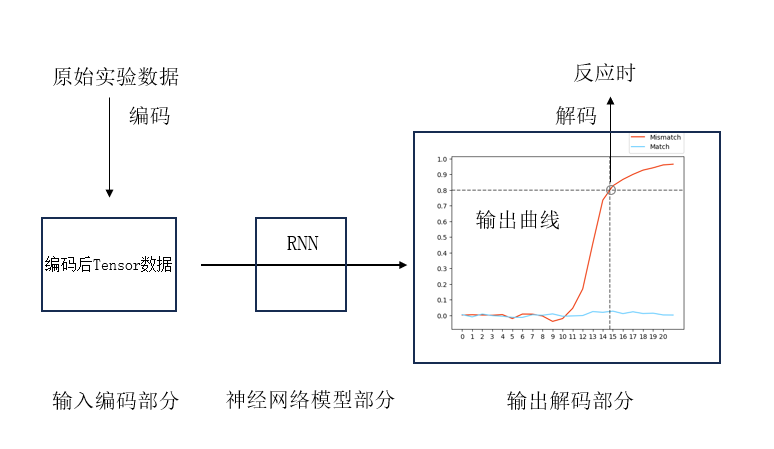 原始实验数据
编码
编码后Tensor数据
RNN
反应时
解码
Mismatch
Match
1.0
0.9
0.8
0.7
0.6
0.5
0.4
0.3
0.2
0.1
0.0
输出曲线
0 1 2 3 4 5 6 7 8 9 10 11 12 13 14 15 16 17 18 19 20
输入编码部分
神经网络模型部分
输出解码部分